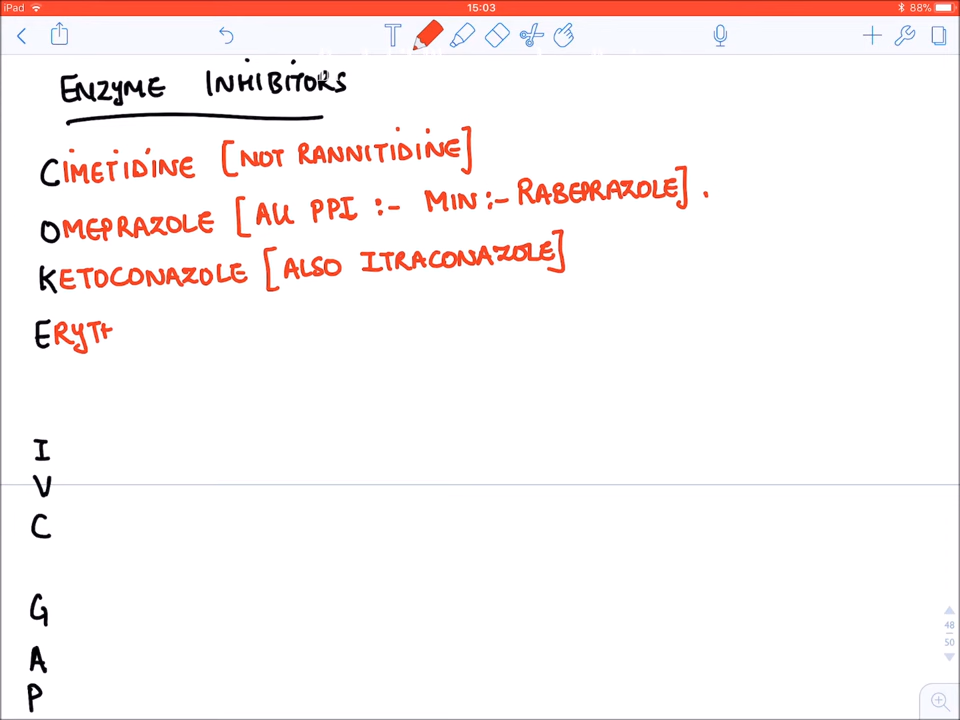 iPad 15:03 88%
ENZYME INHIBITORS
CIMETIDINE [NOT RANNITIDINE]
OMEPRAZOLE [All PPI :- MIN :- RABEPRAZOLE].
KETOCONAZOLE [ALSO ITRACONAZOLE]
ERYTH
I
V
C
G
A
P
48
50